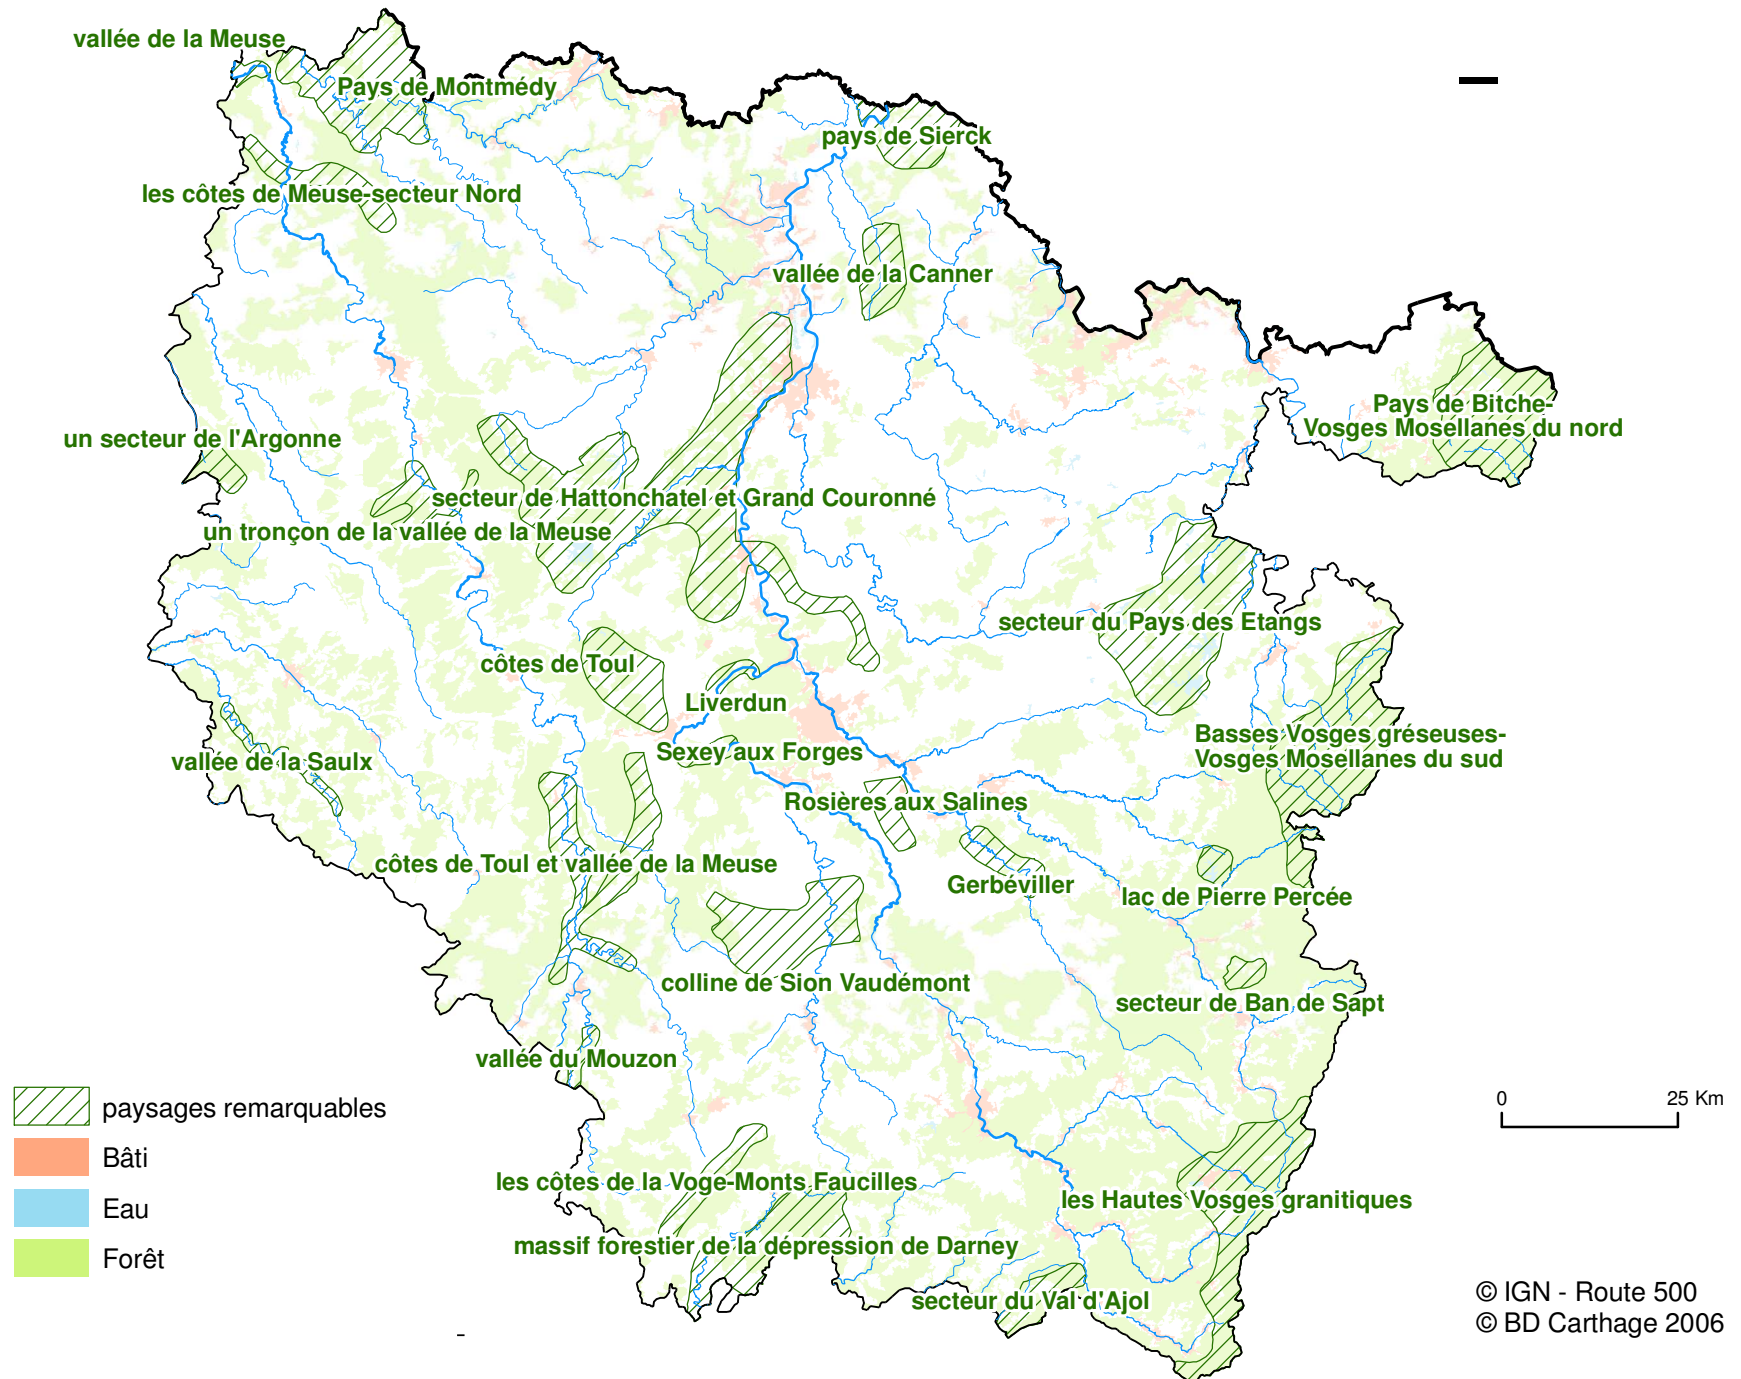 vallée de la Meuse
Pays de Montmédy
pays de Sierck
les côtes de Meuse-secteur Nord
vallée de la Canner
Pays de Bitche-
Vosges Mosellanes du nord
un secteur de l'Argonne
secteur de Hattonchatel et Grand Couronné
un tronçon de la vallée de la Meuse
secteur du Pays des Etangs
côtes de Toul
Liverdun
Basses Vosges gréseuses-
Vosges Mosellanes du sud
Sexey aux Forges
vallée de la Saulx
Rosières aux Salines
côtes de Toul et vallée de la Meuse
Gerbéviller
lac de Pierre Percée
colline de Sion Vaudémont
secteur de Ban de Sapt
vallée du Mouzon
les côtes de la Voge-Monts Faucilles
les Hautes Vosges granitiques
massif forestier de la dépression de Darney
secteur du Val d'Ajol
paysages remarquables
Bâti
Eau
Forêt
0 25 Km
© IGN - Route 500
© BD Carthage 2006